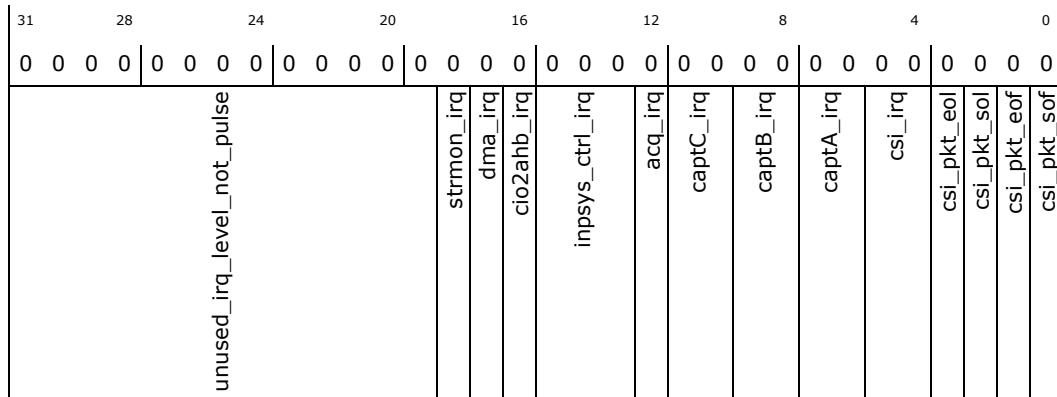 31 28 24 20 16 12 8 4 0
0 0 0 0 0 0 0 0 0 0 0 0 0 0 0 0 0 0 0 0 0 0 0 0 0 0 0 0 0 0 0 0
unused_irq_level_not_pulse
strmon_irq
dma_irq
cio2ahb_irq
inpsys_ctrl_irq
acq_irq
captC_irq
captB_irq
captA_irq
csi_irq
csi_pkt_eol
csi_pkt_sol
csi_pkt_eof
csi_pkt_sof